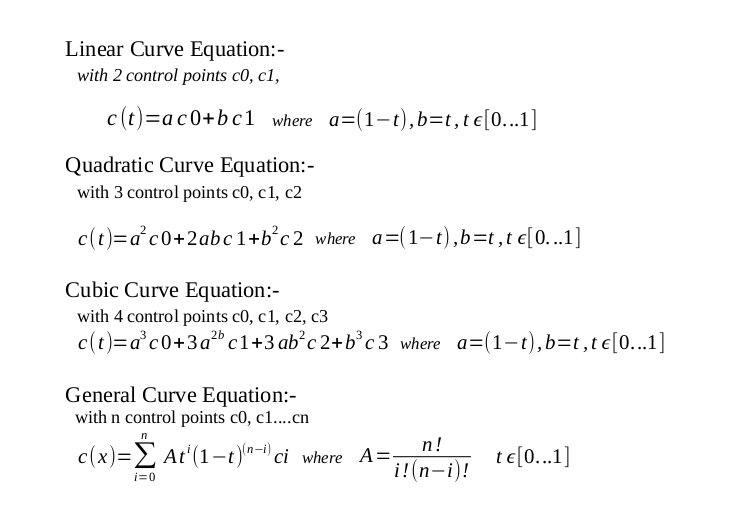 Linear Curve Equation:-
with 2 control points c0, c1,
c(t)=a c0+b c1 where a=(1−t),b=t,t ϵ[0...1]
Quadratic Curve Equation:-
with 3 control points c0, c1, c2
c(t)=a² c0+2ab c1+b² c2 where a=(1−t),b=t,t ϵ[0...1]
Cubic Curve Equation:-
with 4 control points c0, c1, c2, c3
c(t)=a³ c0+3a²ᵇ c1+3ab² c2+b³ c3 where a=(1−t),b=t,t ϵ[0...1]
General Curve Equation:-
with n control points c0, c1....cn
c(x)=∑_{i=0}^{n} At^i(1−t)^{(n−i)} ci where A=n!/(i!(n−i)!) t ϵ[0...1]